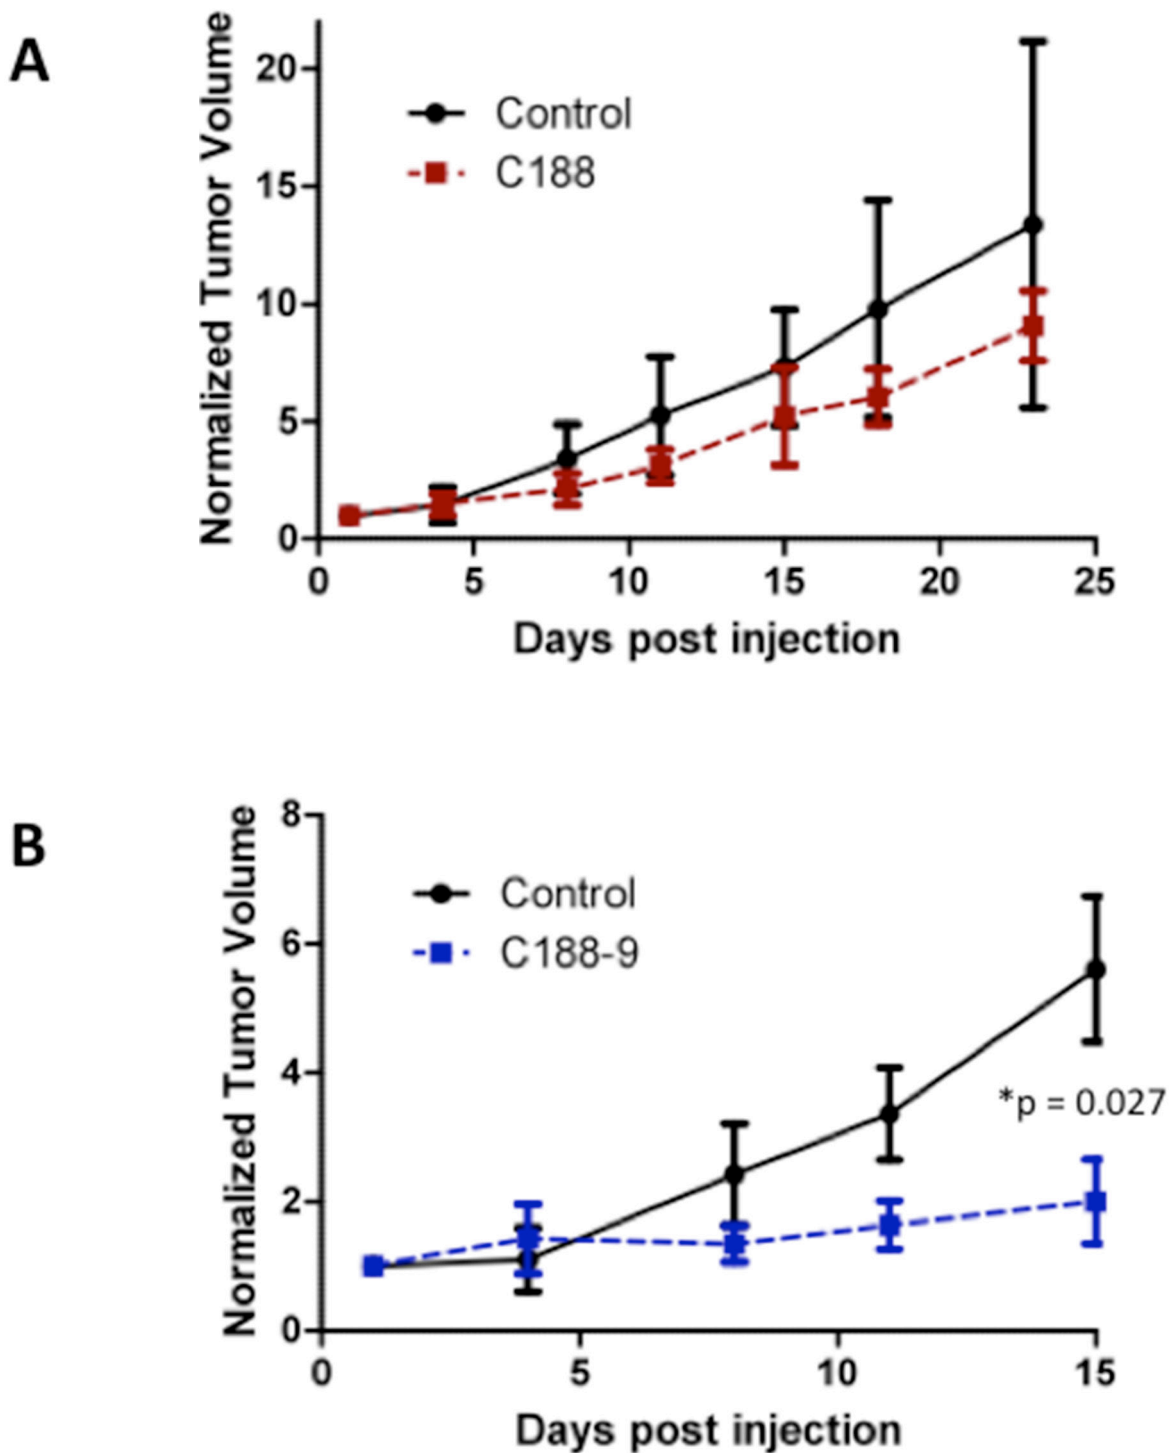 A
Normalized Tumor Volume
20
15
10
5
0
Control
C188
0 5 10 15 20 25
Days post injection
B
Normalized Tumor Volume
8
6
4
2
0
Control
C188-9
*p = 0.027
0 5 10 15
Days post injection